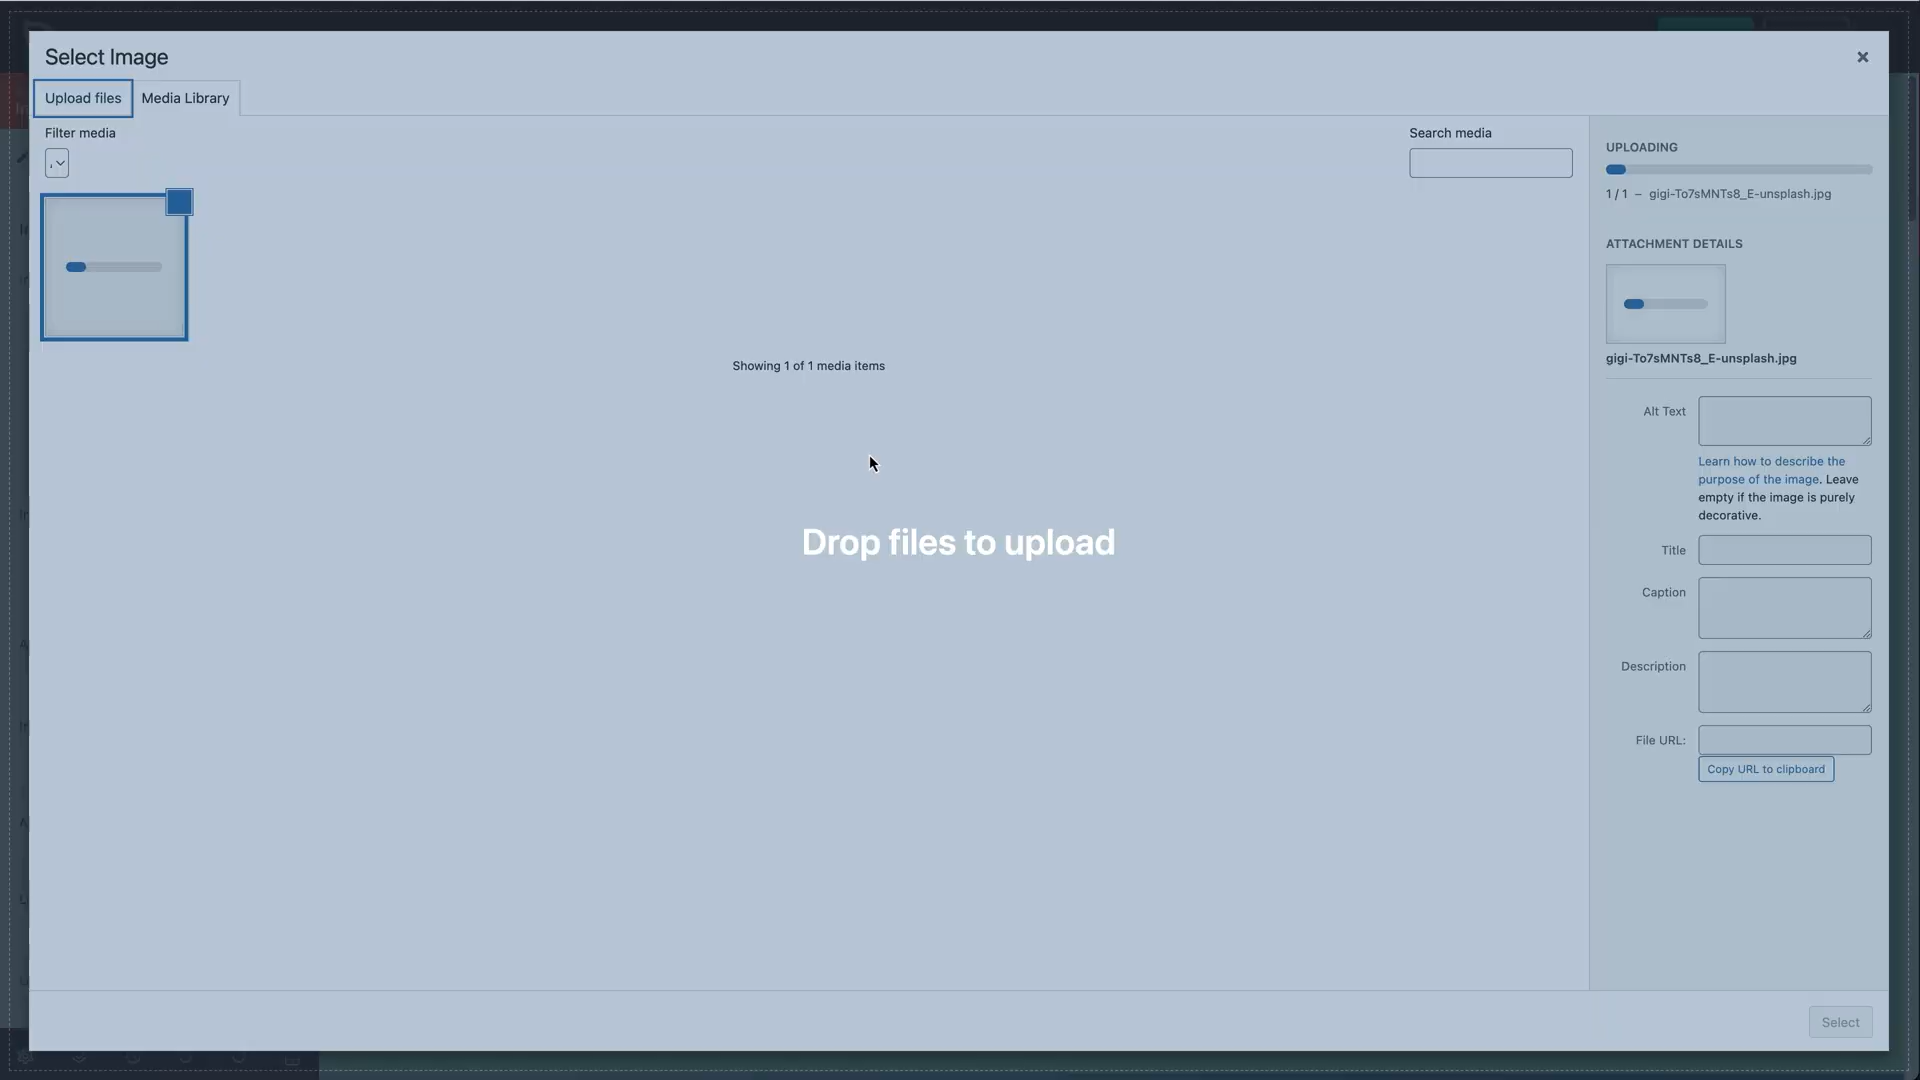 Select Image
Upload files
Media Library
Filter media
Search media
UPLOADING
1 / 1 – gigi-To7sMNTs8_E-unsplash.jpg
ATTACHMENT DETAILS
gigi-To7sMNTs8_E-unsplash.jpg
Showing 1 of 1 media items
Alt Text
Learn how to describe the
purpose of the image. Leave
empty if the image is purely
decorative.
Drop files to upload
Title
Caption
Description
File URL:
Copy URL to clipboard
Select